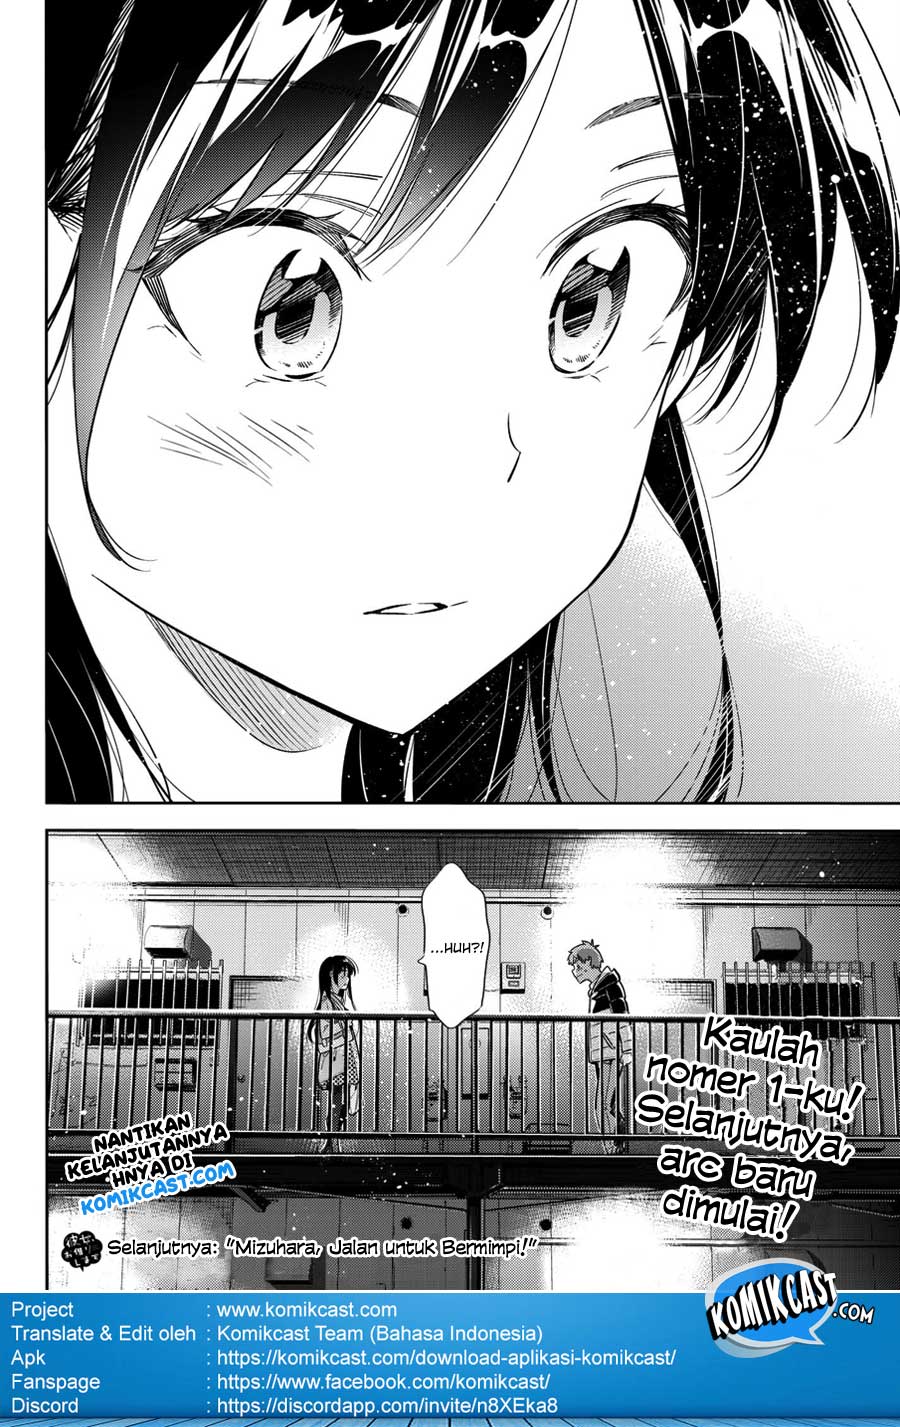 ...HUH?!
Kaulah
nomer 1-ku!
Selanjutnya,
arc baru
dimulai!
NANTIKAN
KELANJUTANNYA
HNYA DI
KOMIKCAST.COM
Selanjutnya: "Mizuhara, Jalan untuk Bermimpi!"
KOMIKCAST.COM
Project : www.komikcast.com
Translate & Edit oleh : Komikcast Team (Bahasa Indonesia)
Apk : https://komikcast.com/download-aplikasi-komikcast/
Fanspage : https://www.facebook.com/komikcast/
Discord : https://discordapp.com/invite/n8XEka8